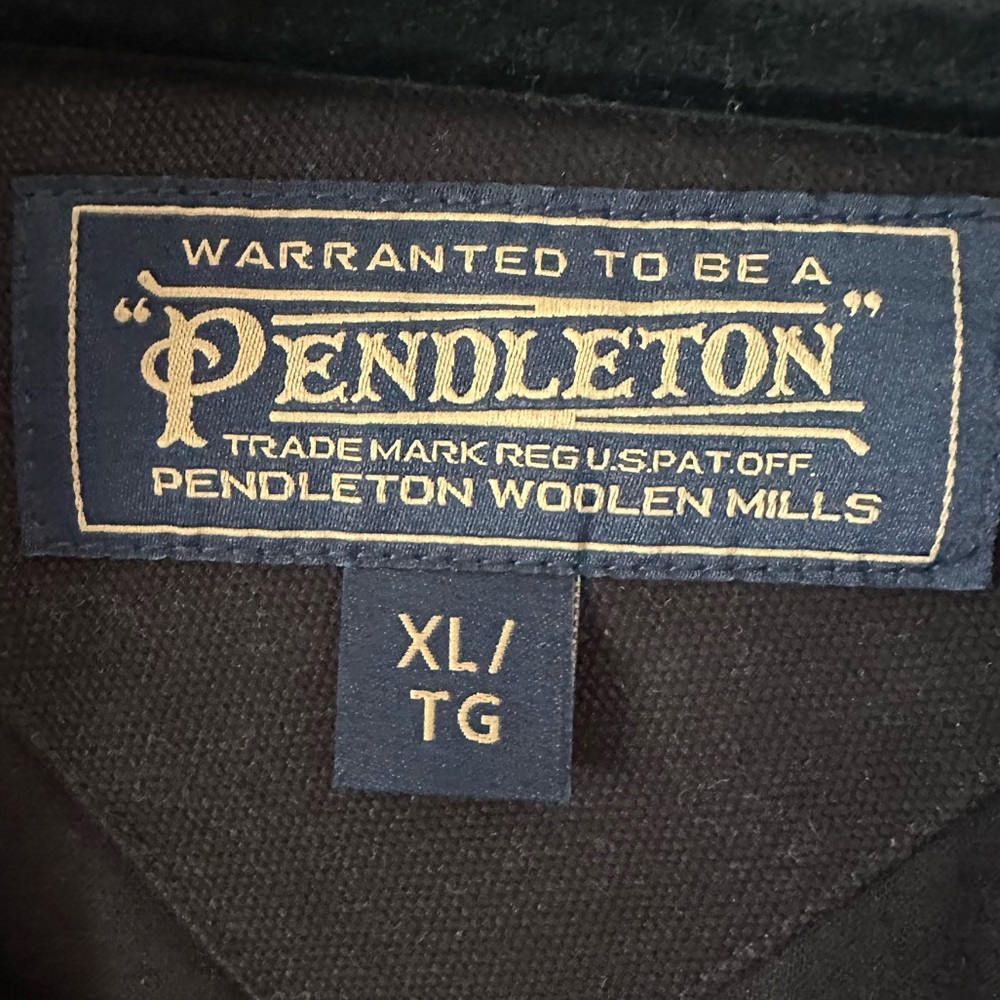 WARRANTED TO BE A
“PENDLETON”
TRADE MARK REG U.S.PAT.OFF.
PENDLETON WOOLEN MILLS
XL/
TG